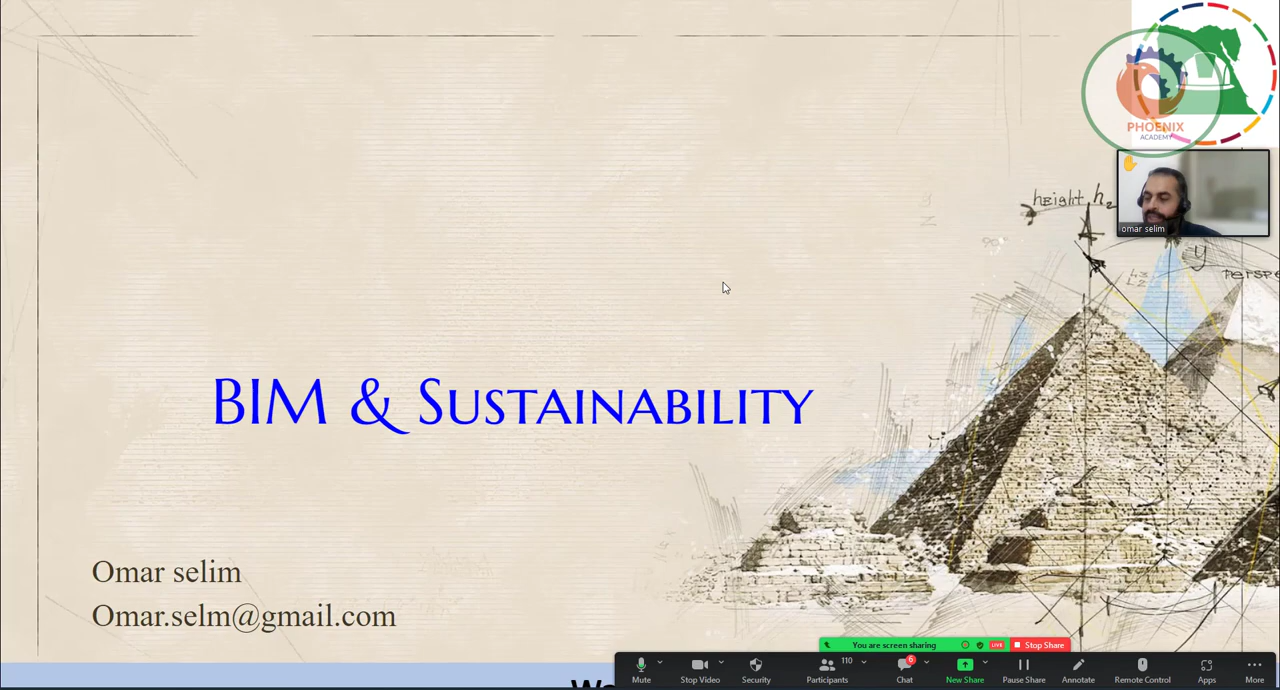 PHOENIX
ACADEMY
omar selim
height h₂
y
BIM & Sustainability
Omar selim
Omar.selm@gmail.com
You are screen sharing
LIVE
Stop Share
110
6
Mute
Stop Video
Security
Participants
Chat
New Share
Pause Share
Annotate
Remote Control
Apps
More